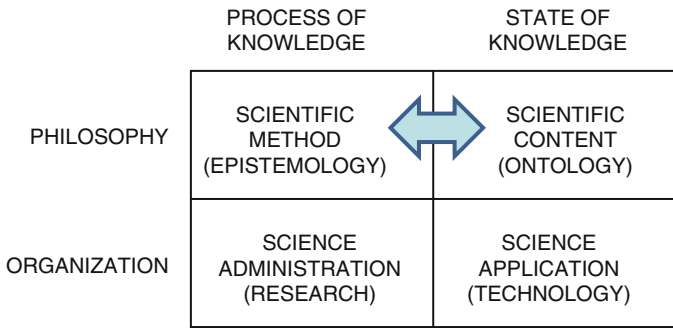 PROCESS OF
KNOWLEDGE
STATE OF
KNOWLEDGE
PHILOSOPHY
SCIENTIFIC
METHOD
(EPISTEMOLOGY)
SCIENTIFIC
CONTENT
(ONTOLOGY)
ORGANIZATION
SCIENCE
ADMINISTRATION
(RESEARCH)
SCIENCE
APPLICATION
(TECHNOLOGY)